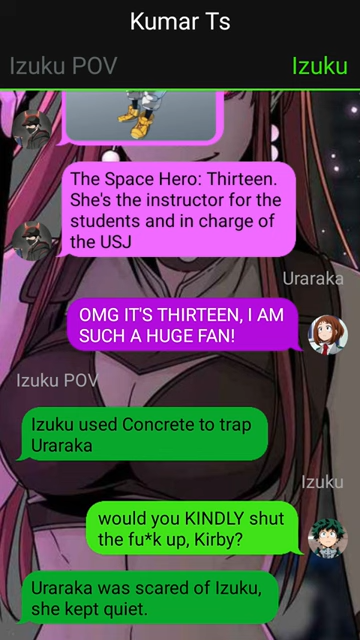 Kumar Ts
Izuku POV
Izuku
The Space Hero: Thirteen.
She's the instructor for the
students and in charge of
the USJ
Uraraka
OMG IT'S THIRTEEN, I AM
SUCH A HUGE FAN!
Izuku POV
Izuku used Concrete to trap
Uraraka
Izuku
would you KINDLY shut
the fu*k up, Kirby?
Uraraka was scared of Izuku,
she kept quiet.